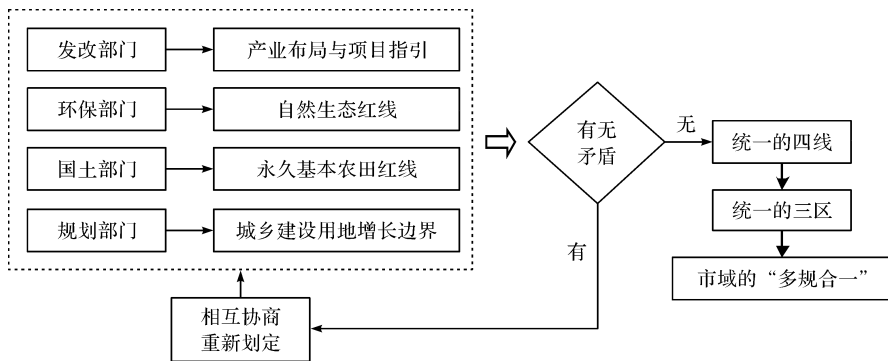 发改部门
产业布局与项目指引
环保部门
自然生态红线
国土部门
永久基本农田红线
规划部门
城乡建设用地增长边界
相互协商
重新划定
有无
矛盾
无
有
统一的四线
统一的三区
市域的“多规合一”